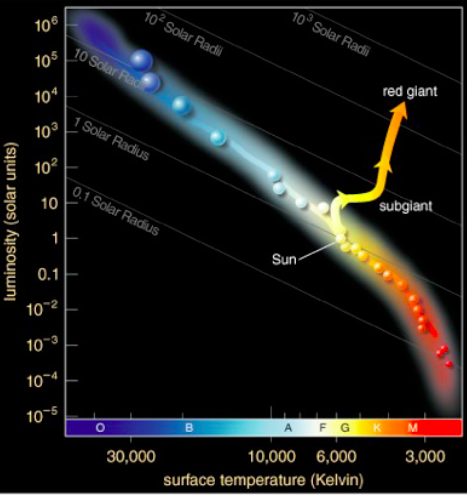 10² Solar Radii
10³ Solar Radii
10 Solar Radii
1 Solar Radius
0.1 Solar Radius
luminosity (solar units)
10⁶
10⁵
10⁴
10³
10²
10
1
0.1
10⁻²
10⁻³
10⁻⁴
10⁻⁵
red giant
subgiant
Sun
O B A F G K M
30,000 10,000 6,000 3,000
surface temperature (Kelvin)